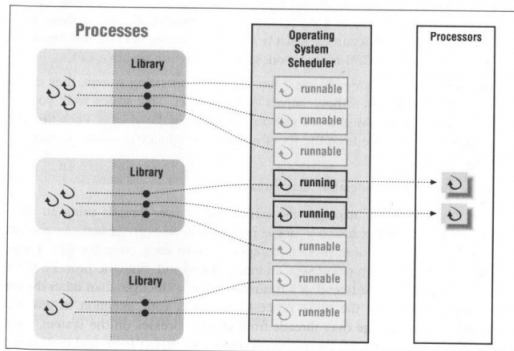 Processes
Operating
System
Scheduler
Processors
Library
runnable
runnable
runnable
Library
running
running
runnable
Library
runnable
runnable